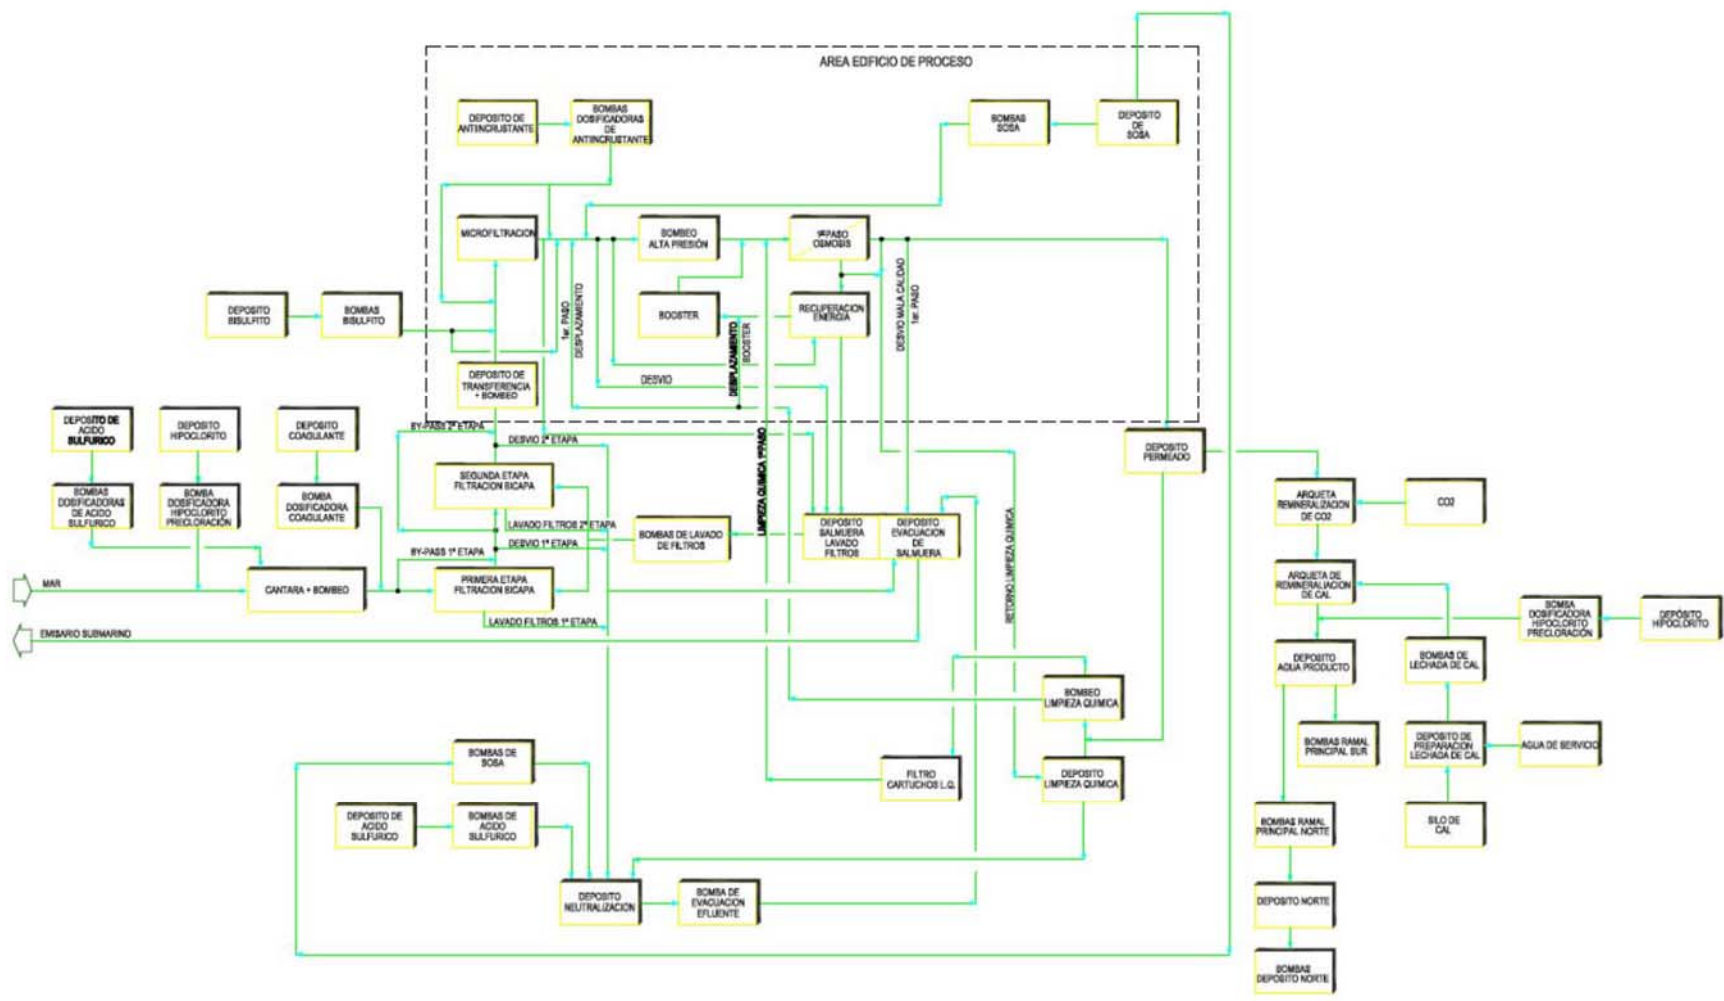 AREA EDFICIO DE PROCESO
DEPOSITO DE
ANTIINCRUSTANTE
BOMBAS
DOSIFICADORAS
DE
ANTIINCRUSTANTE
BOMBAS
SOSA
DEPOSITO
DE
SOSA
MICROFILTRACION
BOMBEO
ALTA PRESIÓN
1ºPASO
OSMOSIS
DEPOSITO
BISULFITO
BOMBAS
BISULFITO
BOOSTER
RECUPERACION
ENERGIA
1er. PASO
DESPLAZAMIENTO
DESPLAZAMIENTO
BOOSTER
DESVIO MALA CALIDAD
1er. PASO
DEPOSITO DE
TRANSFERENCIA
+ BOMBEO
DESVIO
DEPOSITO DE
ACIDO
SULFURICO
DEPOSITO
HIPOCLORITO
DEPOSITO
COAGULANTE
BY-PASS 2ª ETAPA
DESVIO 2ª ETAPA
LIMPIEZA QUIMICA 1ºPASO
DEPOSITO
PERMEADO
SEGUNDA ETAPA
FILTRACION BICAPA
BOMBAS
DOSIFICADORAS
DE ACIDO
SULFURICO
BOMBA
DOSIFICADORA
HIPOCLORITO
PRECLORACIÓN
BOMBA
DOSIFICADORA
COAGULANTE
LAVADO FILTROS 2ª ETAPA
BOMBAS DE LAVADO
DE FILTROS
DEPOSITO
SALMUERA
LAVADO
FILTROS
DEPOSITO
EVACUACION
DE
SALMUERA
RETORNO LIMPIEZA QUIMICA
ARQUETA
REMINERALIZACION
DE CO2
CO2
DESVIO 1ª ETAPA
BY-PASS 1ª ETAPA
MAR
CANTARA + BOMBEO
PRIMERA ETAPA
FILTRACION BICAPA
ARQUETA DE
REMINERALIACION
DE CAL
LAVADO FILTROS 1ª ETAPA
EMISARIO SUBMARINO
BOMBA
DOSIFICADORA
HIPOCLORITO
PRECLORACIÓN
DEPÓSITO
HIPOCLORITO
DEPOSITO
AGUA PRODUCTO
BOMBAS DE
LECHADA DE CAL
BOMBEO
LIMPIEZA QUIMICA
BOMBAS RAMAL
PRINCIPAL SUR
DEPOSITO DE
PREPARACION
LECHADA DE CAL
AGUA DE SERVICIO
BOMBAS DE
SOSA
FILTRO
CARTUCHOS L.Q.
DEPOSITO
LIMPIEZA QUIMICA
DEPOSITO DE
ACIDO
SULFURICO
BOMBAS DE
ACIDO
SULFURICO
BOMBAS RAMAL
PRINCIPAL NORTE
SILO DE
CAL
DEPOSITO
NEUTRALIZACION
BOMBA DE
EVACUACION
EFLUENTE
DEPOSITO NORTE
BOMBAS
DEPOSITO NORTE